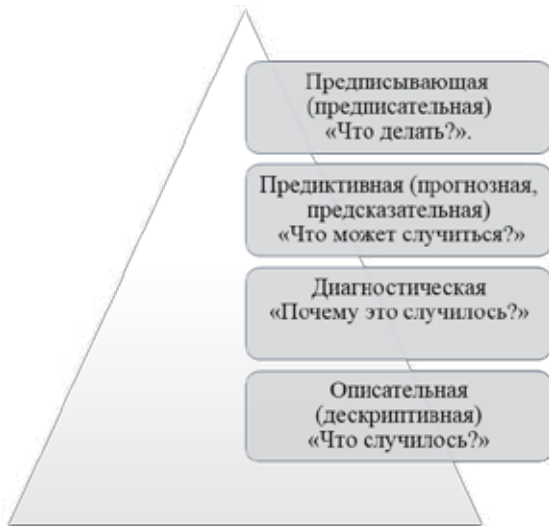 Предписывающая
(предписательная)
«Что делать?».
Предиктивная (прогнозная,
предсказательная)
«Что может случиться?»
Диагностическая
«Почему это случилось?»
Описательная
(дескриптивная)
«Что случилось?»